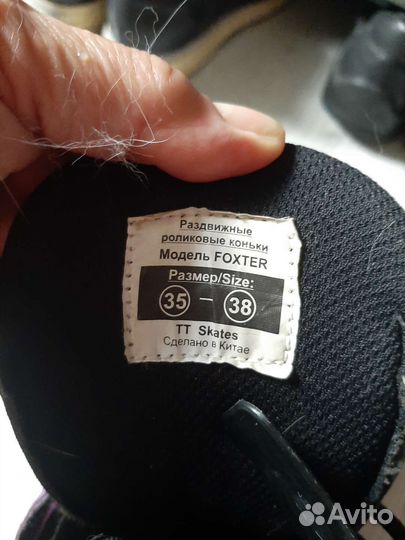 Раздвижные
роликовые коньки
Модель FOXTER
Размер/Size:
35 – 38
TT Skates
Сделано в Китае
Avito